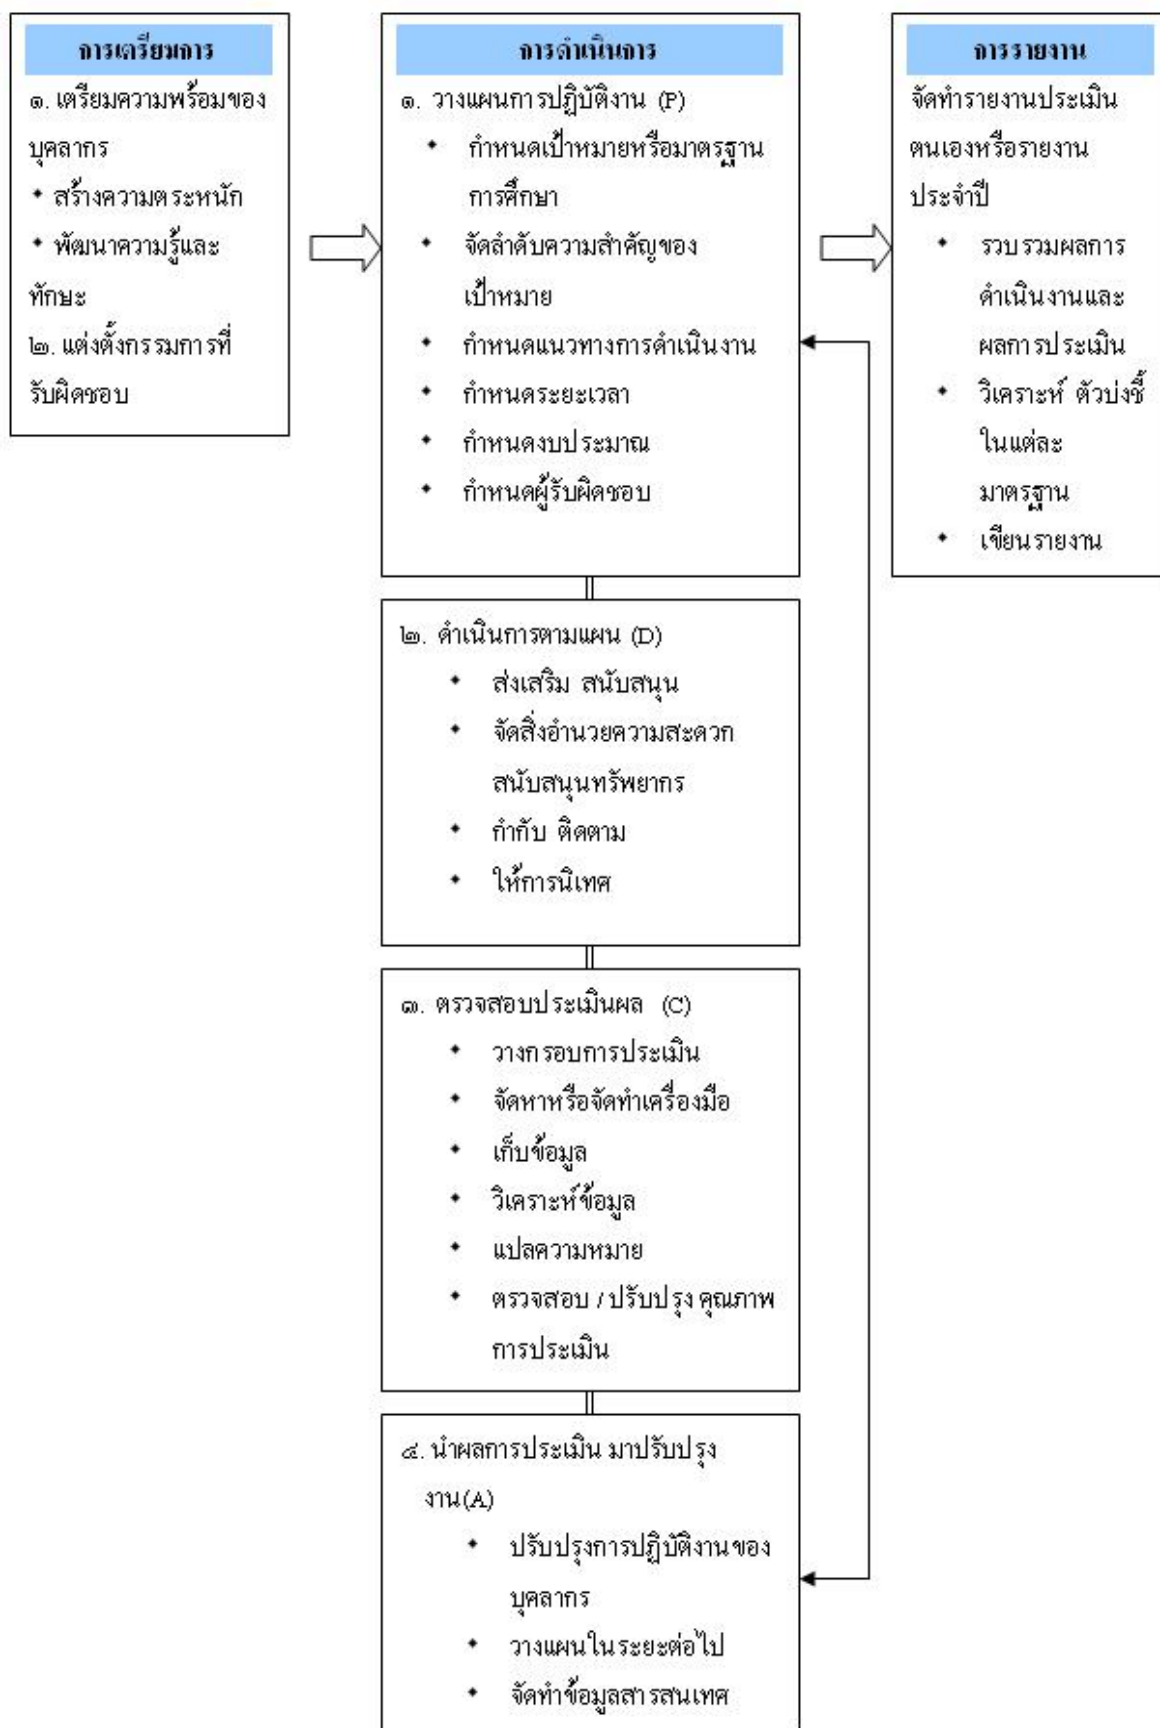 การเตรียมการ
๑. เตรียมความพร้อมของ
บุคลากร
• สร้างความตระหนัก
• พัฒนาความรู้และ
ทักษะ
๒. แต่งตั้งกรรมการที่
รับผิดชอบ
การดำเนินการ
๑. วางแผนการปฏิบัติงาน (P)
• กำหนดเป้าหมายหรือมาตรฐาน
การศึกษา
• จัดลำดับความสำคัญของ
เป้าหมาย
• กำหนดแนวทางการดำเนินงาน
• กำหนดระยะเวลา
• กำหนดงบประมาณ
• กำหนดผู้รับผิดชอบ
๒. ดำเนินการตามแผน (D)
• ส่งเสริม สนับสนุน
• จัดสิ่งอำนวยความสะดวก
สนับสนุนทรัพยากร
• กำกับ ติดตาม
• ให้การนิเทศ
๓. ตรวจสอบประเมินผล (C)
• วางกรอบการประเมิน
• จัดหาหรือจัดทำเครื่องมือ
• เก็บข้อมูล
• วิเคราะห์ข้อมูล
• แปลความหมาย
• ตรวจสอบ / ปรับปรุง คุณภาพ
การประเมิน
๔. นำผลการประเมิน มาปรับปรุง
งาน(A)
• ปรับปรุงการปฏิบัติงานของ
บุคลากร
• วางแผนในระยะต่อไป
• จัดทำข้อมูลสารสนเทศ
การรายงาน
จัดทำรายงานประเมิน
ตนเองหรือรายงาน
ประจำปี
• รวบรวมผลการ
ดำเนินงานและ
ผลการประเมิน
• วิเคราะห์ ตัวบ่งชี้
ในแต่ละ
มาตรฐาน
• เขียนรายงาน